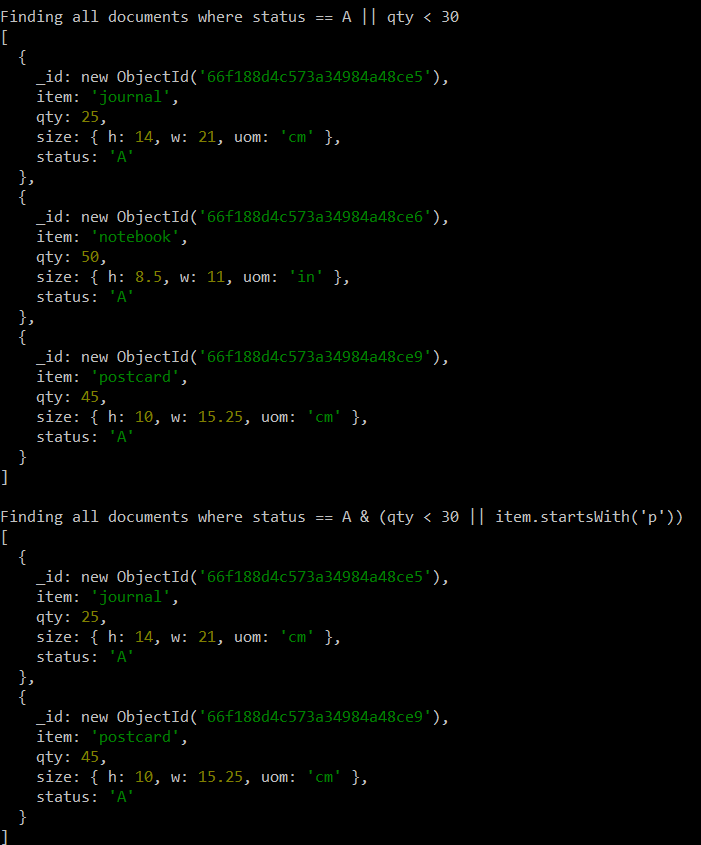 Finding all documents where status == A || qty < 30
[
  {
    _id: new ObjectId('66f188d4c573a34984a48ce5'),
    item: 'journal',
    qty: 25,
    size: { h: 14, w: 21, uom: 'cm' },
    status: 'A'
  },
  {
    _id: new ObjectId('66f188d4c573a34984a48ce6'),
    item: 'notebook',
    qty: 50,
    size: { h: 8.5, w: 11, uom: 'in' },
    status: 'A'
  },
  {
    _id: new ObjectId('66f188d4c573a34984a48ce9'),
    item: 'postcard',
    qty: 45,
    size: { h: 10, w: 15.25, uom: 'cm' },
    status: 'A'
  }
]

Finding all documents where status == A & (qty < 30 || item.startsWith('p'))
[
  {
    _id: new ObjectId('66f188d4c573a34984a48ce5'),
    item: 'journal',
    qty: 25,
    size: { h: 14, w: 21, uom: 'cm' },
    status: 'A'
  },
  {
    _id: new ObjectId('66f188d4c573a34984a48ce9'),
    item: 'postcard',
    qty: 45,
    size: { h: 10, w: 15.25, uom: 'cm' },
    status: 'A'
  }
]